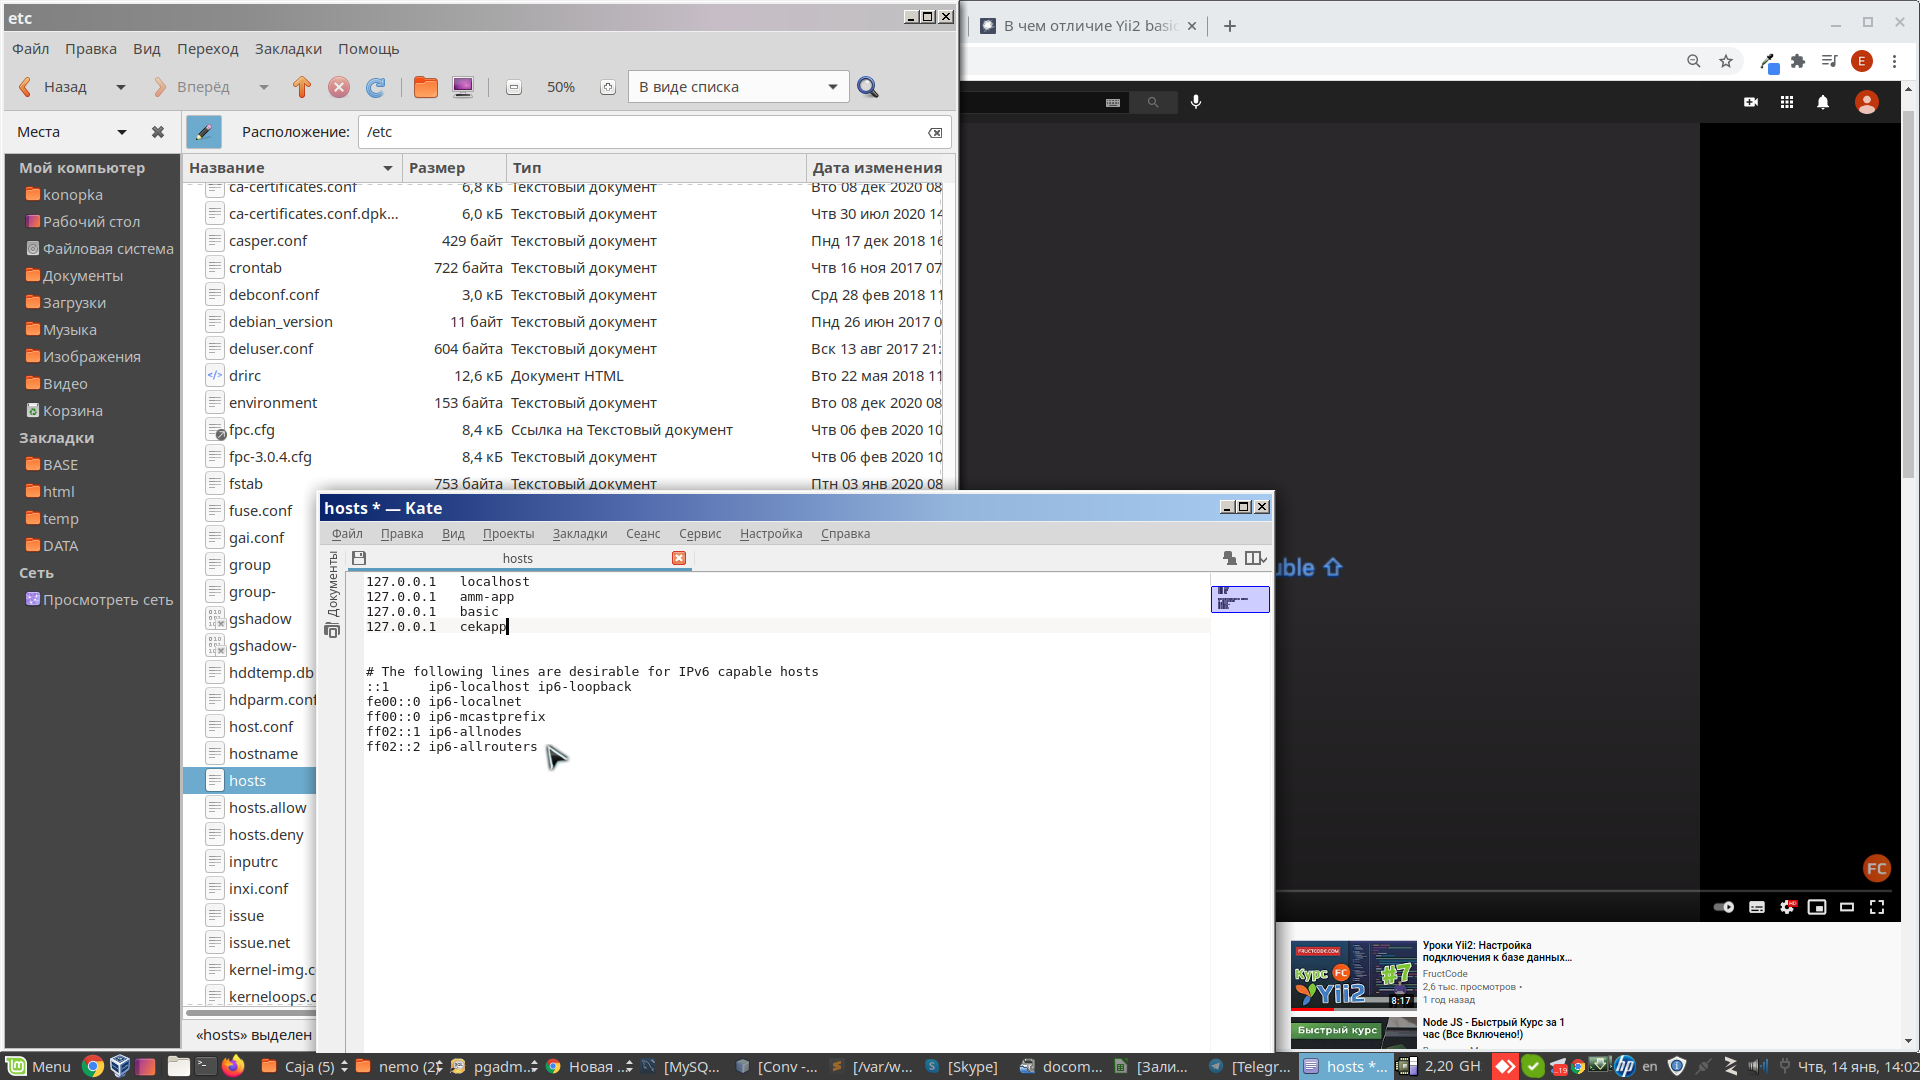 etc
Файл Правка Вид Переход Закладки Помощь
Назад Вперёд 50% В виде списка
Места Расположение: /etc
Мой компьютер
konopka
Рабочий стол
Файловая система
Документы
Загрузки
Музыка
Изображения
Видео
Корзина
Закладки
BASE
html
temp
DATA
Сеть
Просмотреть сеть
Название Размер Тип Дата изменения
ca-certificates.conf 6,8 кБ Текстовый документ Вто 08 дек 2020 08
ca-certificates.conf.dpk... 6,0 кБ Текстовый документ Чтв 30 июл 2020 14
casper.conf 429 байт Текстовый документ Пнд 17 дек 2018 16
crontab 722 байта Текстовый документ Чтв 16 ноя 2017 07
debconf.conf 3,0 кБ Текстовый документ Срд 28 фев 2018 11
debian_version 11 байт Текстовый документ Пнд 26 июн 2017 0
deluser.conf 604 байта Текстовый документ Вск 13 авг 2017 21:
drirc 12,6 кБ Документ HTML Вто 22 мая 2018 11
environment 153 байта Текстовый документ Вто 08 дек 2020 08
fpc.cfg 8,4 кБ Ссылка на Текстовый документ Чтв 06 фев 2020 10
fpc-3.0.4.cfg 8,4 кБ Текстовый документ Чтв 06 фев 2020 10
fstab 753 байта Текстовый документ Птн 03 янв 2020 08
fuse.conf
gai.conf
group
group-
gshadow
gshadow-
hddtemp.db
hdparm.conf
host.conf
hostname
hosts
hosts.allow
hosts.deny
inputrc
inxi.conf
issue
issue.net
kernel-img.c
kerneloops.c
«hosts» выделен
hosts * — Kate
Файл Правка Вид Проекты Закладки Сеанс Сервис Настройка Справка
hosts
Документы
127.0.0.1 localhost
127.0.0.1 amm-app
127.0.0.1 basic
127.0.0.1 cekapp
# The following lines are desirable for IPv6 capable hosts
::1 ip6-localhost ip6-loopback
fe00::0 ip6-localnet
ff00::0 ip6-mcastprefix
ff02::1 ip6-allnodes
ff02::2 ip6-allrouters
В чем отличие Yii2 basic
E
uble
FC
HD
FRUCTCODE.COM
Курс FC #7
Yii2
8:17
Уроки Yii2: Настройка
подключения к базе данных...
FructCode
2,6 тыс. просмотров •
1 год назад
Быстрый курс
Node JS - Быстрый Курс за 1
час (Все Включено!)
Menu Caja (5) nemo (2) pgadm... Новая ... [MySQ... [Conv -... [/var/w... [Skype] docom... [Зали... [Telegr... hosts *... 2,20 GH en Чтв, 14 янв, 14:02